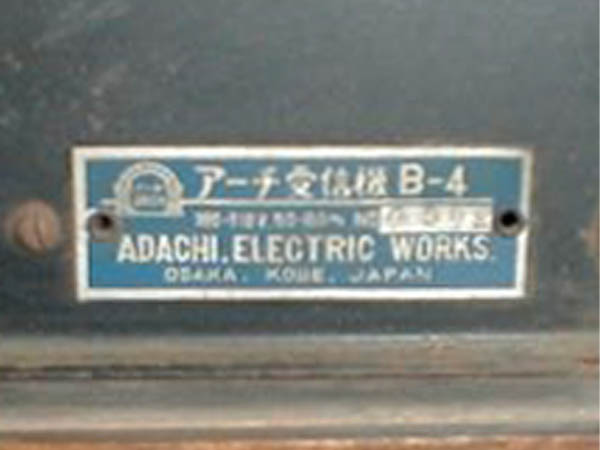 アーチ受信機 B-4
ADACHI.ELECTRIC WORKS.
OSAKA. KOBE. JAPAN